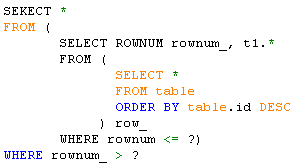 SEKECT *
FROM (
SELECT ROWNUM rownum_, t1.*
FROM (
SELECT *
FROM table
ORDER BY table.id DESC
) row_
WHERE rownum <= ?)
WHERE rownum_ > ?